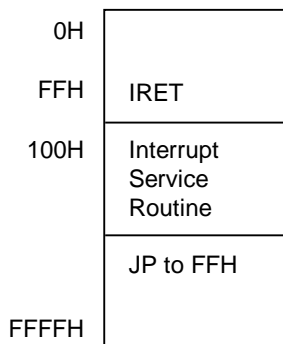 0H
FFH IRET
100H Interrupt
Service
Routine
JP to FFH
FFFFH